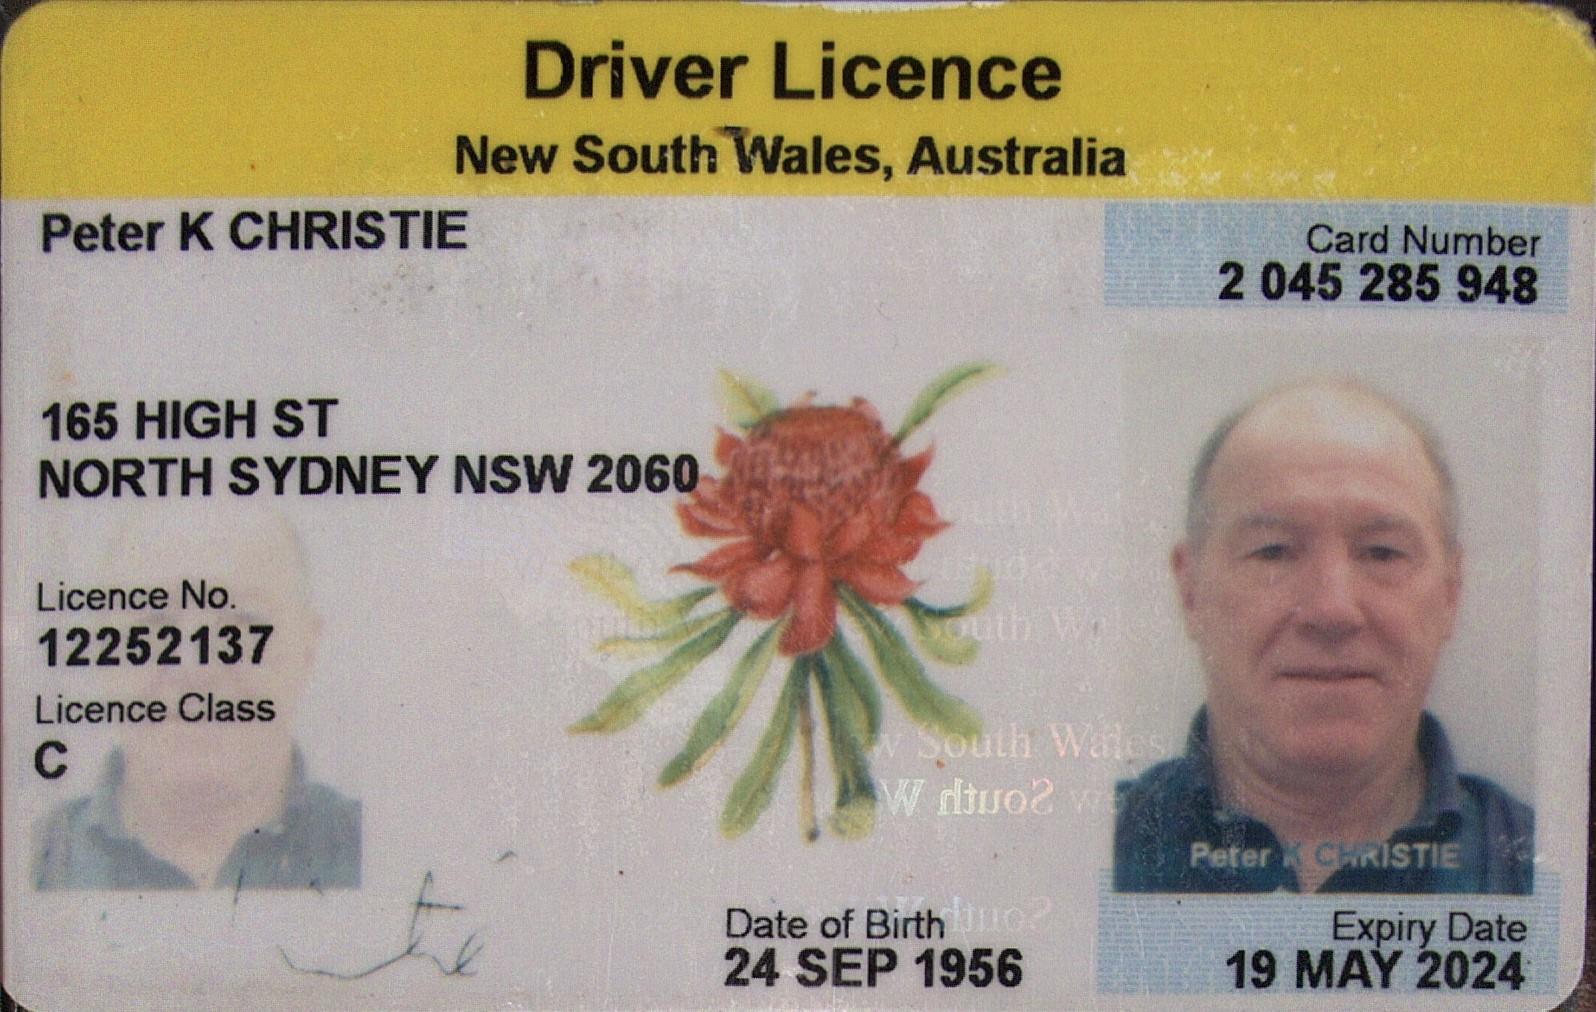 Driver Licence
New South Wales, Australia
Peter K CHRISTIE
Card Number
2 045 285 948
165 HIGH ST
NORTH SYDNEY NSW 2060
Licence No.
12252137
Licence Class
C
South Wales
South W
Peter K CHRISTIE
Date of Birth
24 SEP 1956
Expiry Date
19 MAY 2024